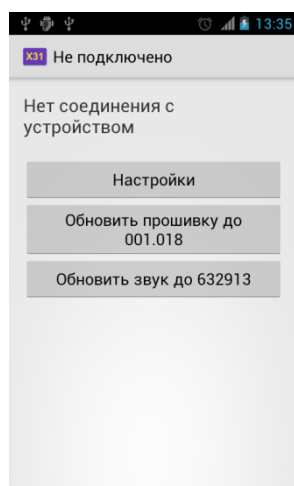 13:35
X31 Не подключено
Нет соединения с
устройством
Настройки
Обновить прошивку до
001.018
Обновить звук до 632913